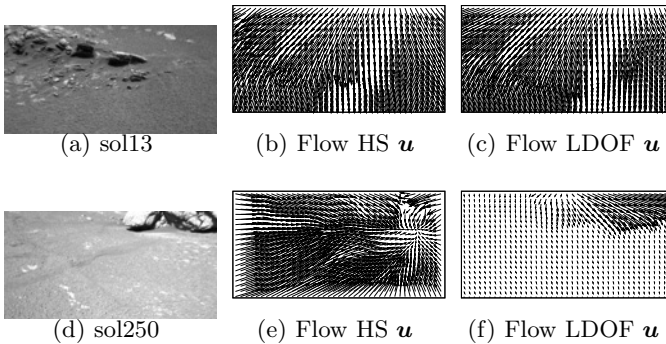 (a) sol13
(b) Flow HS u
(c) Flow LDOF u
(d) sol250
(e) Flow HS u
(f) Flow LDOF u